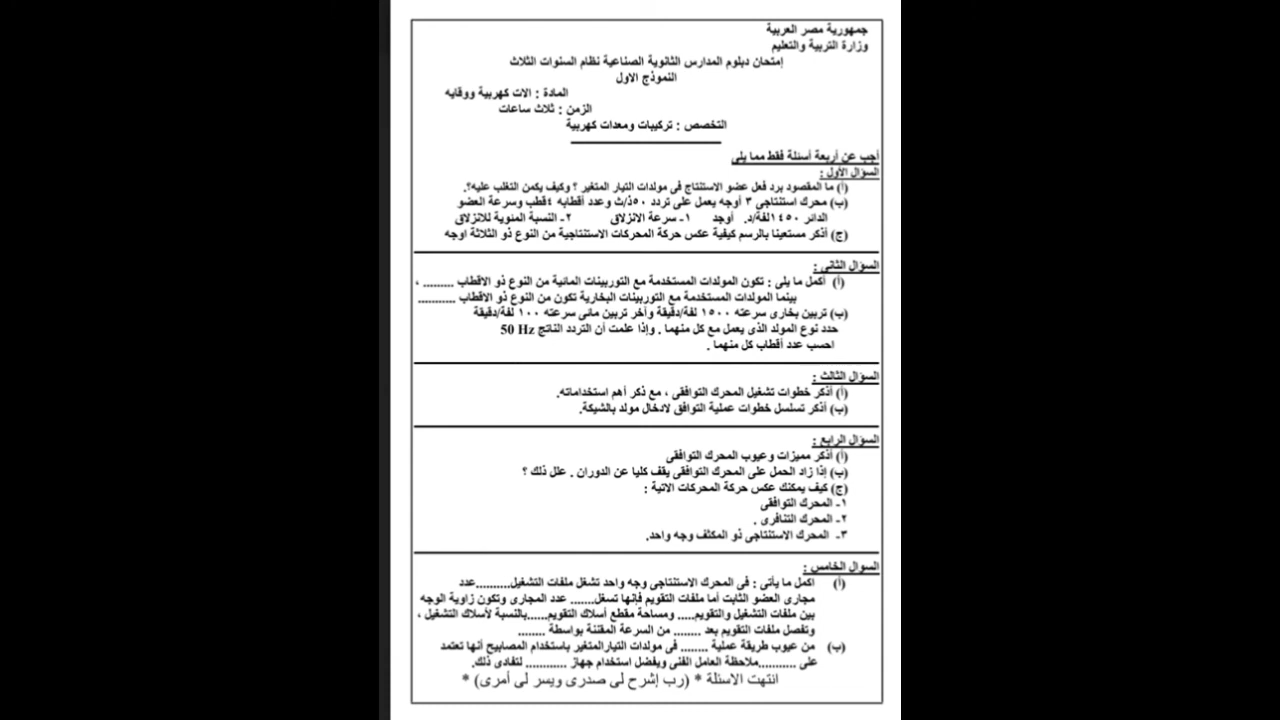 جمهورية مصر العربية
وزارة التربية والتعليم
إمتحان دبلوم المدارس الثانوية الصناعية نظام السنوات الثلاث
النموذج الاول
المادة : الات كهربية ووقايه
الزمن : ثلاث ساعات
التخصص : تركيبات ومعدات كهربية
أجب عن أربعة أسئلة فقط مما يلى
السؤال الأول :
(أ) ما المقصود برد فعل عضو الاستنتاج فى مولدات التيار المتغير ؟ وكيف يكمن التغلب عليه؟.
(ب) محرك استنتاجى ٣ أوجه يعمل على تردد ٥٠ذ/ث وعدد أقطابه ٤قطب وسرعة العضو
الدائر ١٤٥٠لفة/د. أوجد ١- سرعة الانزلاق ٢- النسبة المئوية للانزلاق
(ج) أذكر مستعينا بالرسم كيفية عكس حركة المحركات الاستنتاجية من النوع ذو الثلاثة اوجه
السؤال الثانى :
(أ) أكمل ما يلى : تكون المولدات المستخدمة مع التوربينات المائية من النوع ذو الاقطاب ......... ،
بينما المولدات المستخدمة مع التوربينات البخارية تكون من النوع ذو الاقطاب ...........
(ب) تربين بخارى سرعته ١٥٠٠ لفة/دقيقة وأخر تربين مائى سرعته ١٠٠ لفة/دقيقة
حدد نوع المولد الذى يعمل مع كل منهما . وإذا علمت أن التردد الناتج 50 Hz
احسب عدد أقطاب كل منهما .
السؤال الثالث :
(أ) أذكر خطوات تشغيل المحرك التوافقى ، مع ذكر أهم استخداماته.
(ب) أذكر تسلسل خطوات عملية التوافق لادخال مولد بالشبكة.
السؤال الرابع :
(أ) أذكر مميزات وعيوب المحرك التوافقى
(ب) إذا زاد الحمل على المحرك التوافقى يقف كليا عن الدوران . علل ذلك ؟
(ج) كيف يمكنك عكس حركة المحركات الاتية :
١- المحرك التوافقى
٢- المحرك التنافرى .
٣- المحرك الاستنتاجى ذو المكثف وجه واحد.
السؤال الخامس :
(أ) اكمل ما يأتى : فى المحرك الاستنتاجى وجه واحد تشغل ملفات التشغيل..........عدد
مجارى العضو الثابت أما ملفات التقويم فإنها تسغل....... عدد المجارى وتكون زاوية الوجه
بين ملفات التشغيل والتقويم..... ومساحة مقطع أسلاك التقويم......بالنسبة لأسلاك التشغيل ،
وتفصل ملفات التقويم بعد ........ من السرعة المقننة بواسطة ........
(ب) من عيوب طريقة عملية ........ فى مولدات التيارالمتغير باستخدام المصابيح أنها تعتمد
على ...........ملاحظة العامل الفنى ويفضل استخدام جهاز ............ لتفادى ذلك.
انتهت الاسئلة * (رب إشرح لى صدرى ويسر لى أمرى) *